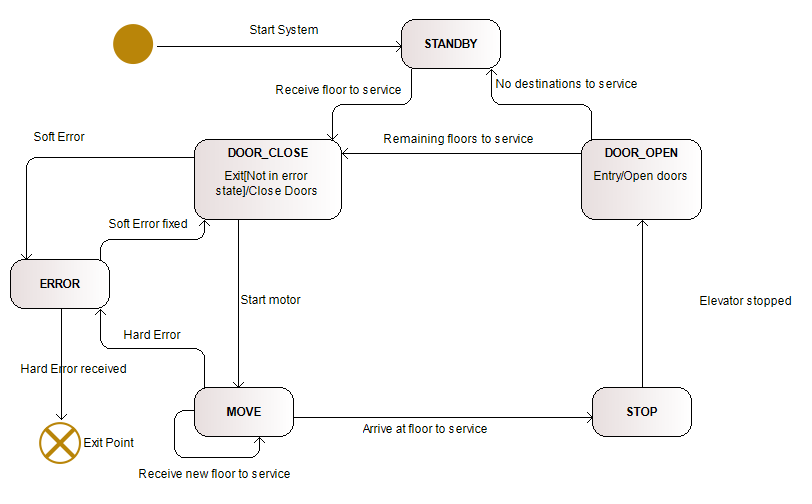 Start System
STANDBY
Receive floor to service
No destinations to service
Soft Error
DOOR_CLOSE
Exit[Not in error
state]/Close Doors
Remaining floors to service
DOOR_OPEN
Entry/Open doors
Soft Error fixed
ERROR
Start motor
Elevator stopped
Hard Error
Hard Error received
MOVE
STOP
Arrive at floor to service
Exit Point
Receive new floor to service